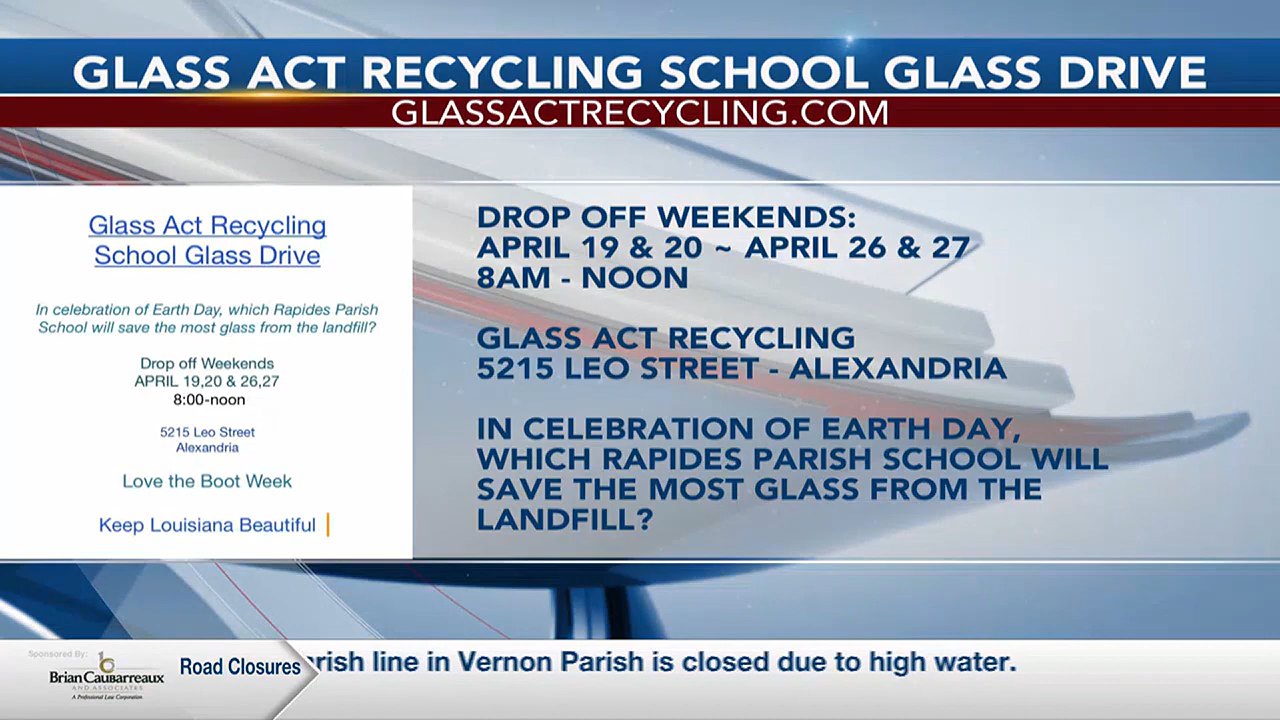 GLASS ACT RECYCLING SCHOOL GLASS DRIVE
GLASSACTRECYCLING.COM
Glass Act Recycling
School Glass Drive
In celebration of Earth Day, which Rapides Parish
School will save the most glass from the landfill?
Drop off Weekends
APRIL 19,20 & 26,27
8:00-noon
5215 Leo Street
Alexandria
Love the Boot Week
Keep Louisiana Beautiful
DROP OFF WEEKENDS:
APRIL 19 & 20 ~ APRIL 26 & 27
8AM - NOON
GLASS ACT RECYCLING
5215 LEO STREET - ALEXANDRIA
IN CELEBRATION OF EARTH DAY,
WHICH RAPIDES PARISH SCHOOL WILL
SAVE THE MOST GLASS FROM THE
LANDFILL?
Sponsored By:
b
Brian Caubarreaux
AND ASSOCIATES
A Professional Law Corporation
Road Closures
rish line in Vernon Parish is closed due to high water.